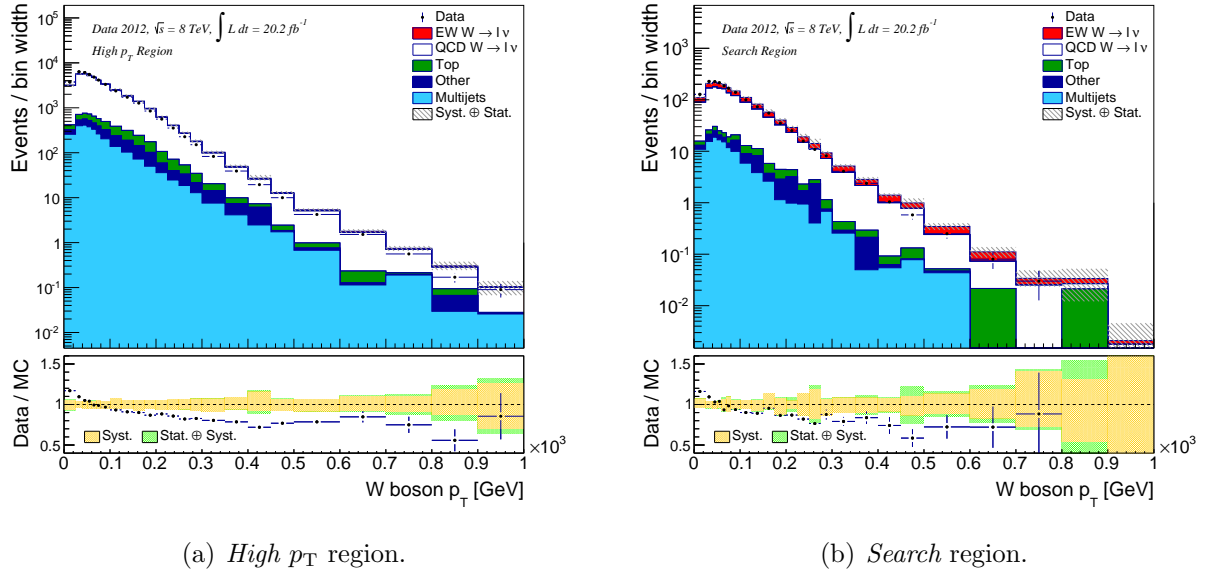 Events / bin width
10⁵
10⁴
10³
10²
10
1
10⁻¹
10⁻²
Data 2012, √s = 8 TeV, ∫ L dt = 20.2 fb⁻¹
High p_T Region
Data
EW W → l ν
QCD W → l ν
Top
Other
Multijets
Syst. ⊕ Stat.
Data / MC
1.5
1
0.5
Syst.
Stat. ⊕ Syst.
0 0.1 0.2 0.3 0.4 0.5 0.6 0.7 0.8 0.9 1
×10³
W boson p_T [GeV]
(a) High p_T region.
Events / bin width
10³
10²
10
1
10⁻¹
10⁻²
Data 2012, √s = 8 TeV, ∫ L dt = 20.2 fb⁻¹
Search Region
Data
EW W → l ν
QCD W → l ν
Top
Other
Multijets
Syst. ⊕ Stat.
Data / MC
1.5
1
0.5
Syst.
Stat. ⊕ Syst.
0 0.1 0.2 0.3 0.4 0.5 0.6 0.7 0.8 0.9 1
×10³
W boson p_T [GeV]
(b) Search region.